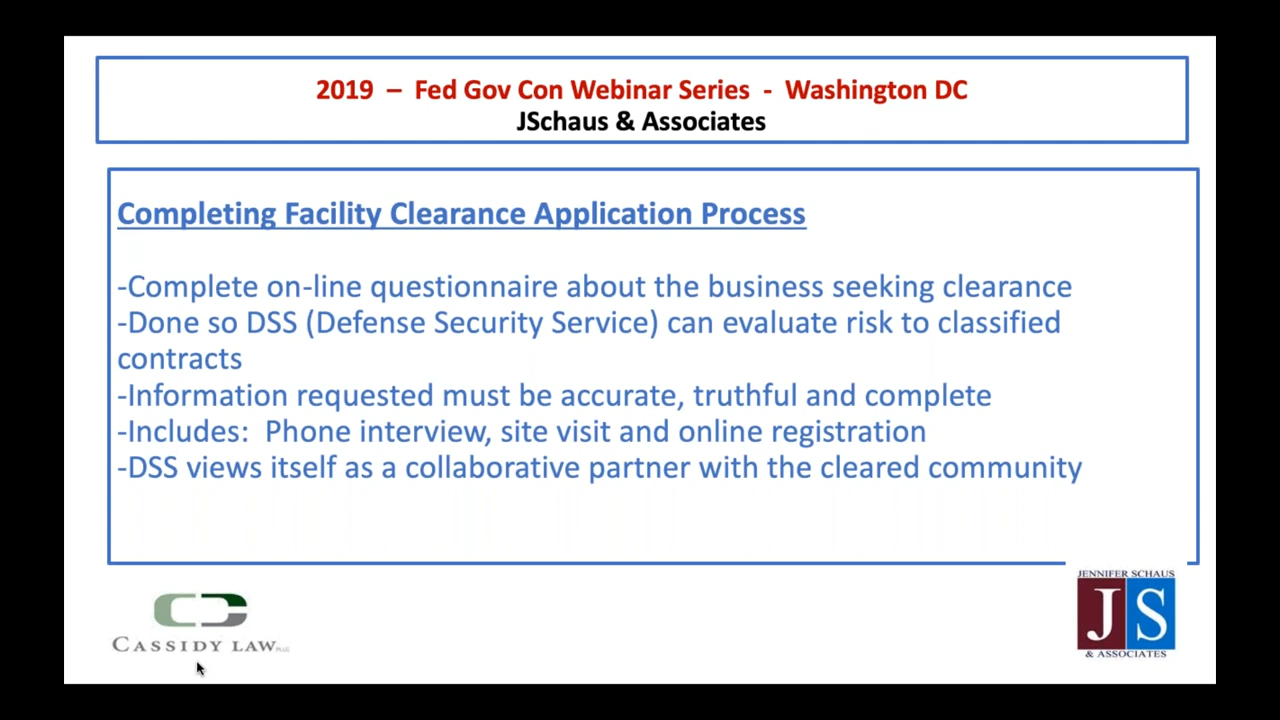 2019 – Fed Gov Con Webinar Series - Washington DC
JSchaus & Associates
Completing Facility Clearance Application Process
-Complete on-line questionnaire about the business seeking clearance
-Done so DSS (Defense Security Service) can evaluate risk to classified
contracts
-Information requested must be accurate, truthful and complete
-Includes:  Phone interview, site visit and online registration
-DSS views itself as a collaborative partner with the cleared community
CASSIDY LAW PLLC
JENNIFER SCHAUS
JS
& ASSOCIATES